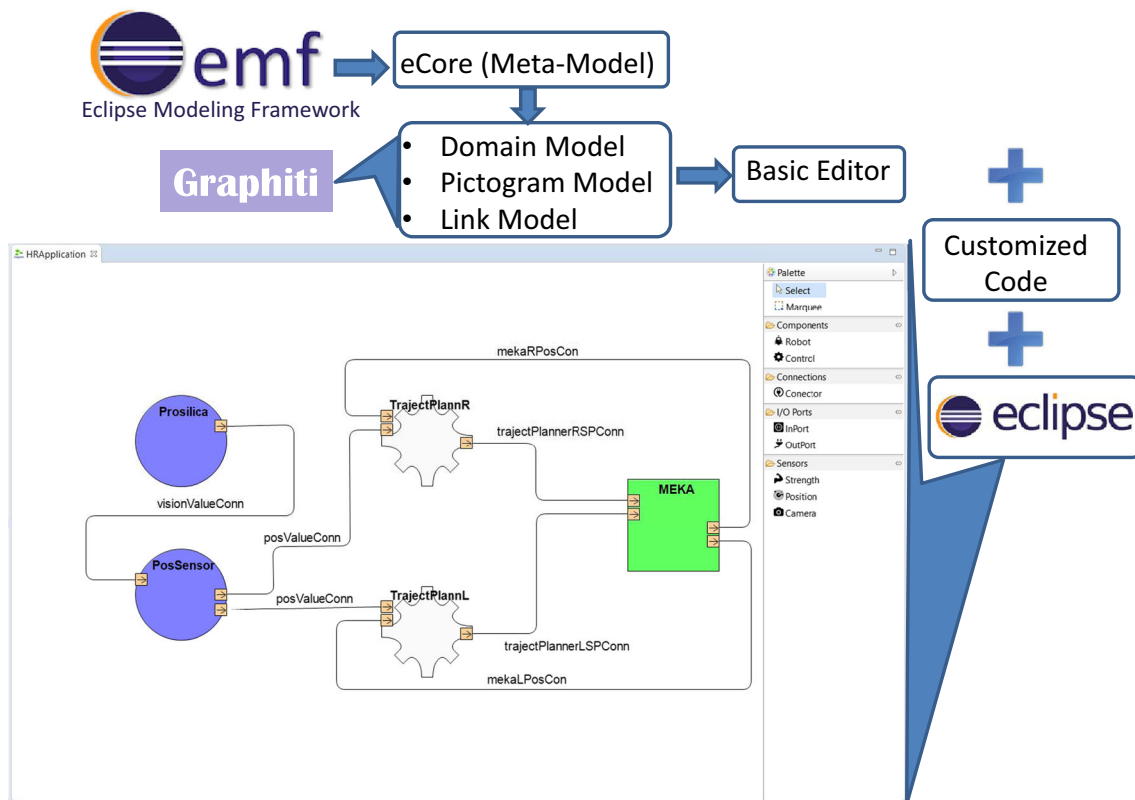 emf
Eclipse Modeling Framework
eCore (Meta-Model)
Graphiti
• Domain Model
• Pictogram Model
• Link Model
Basic Editor
Customized
Code
eclipse
HRApplication
Palette
Select
Marquee
Components
Robot
Control
Connections
Conector
I/O Ports
InPort
OutPort
Sensors
Strength
Position
Camera
mekaRPosCon
Prosilica
TrajectPlannR
trajectPlannerRSPConn
MEKA
visionValueConn
posValueConn
PosSensor
TrajectPlannL
posValueConn
trajectPlannerLSPConn
mekaLPosCon